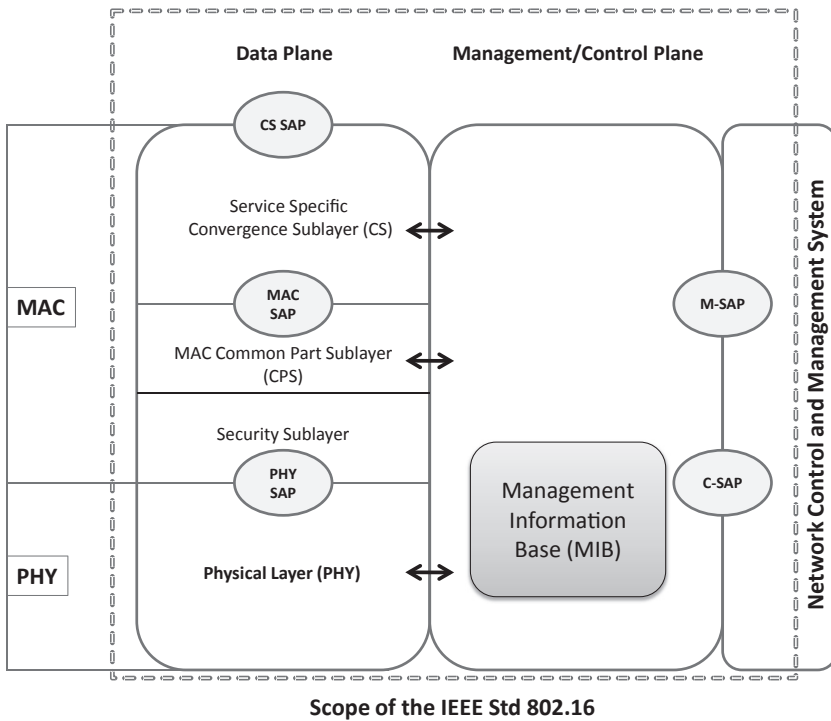 Data Plane
Management/Control Plane
CS SAP
Service Specific
Convergence Sublayer (CS)
MAC
MAC
SAP
M-SAP
MAC Common Part Sublayer
(CPS)
Security Sublayer
PHY
SAP
C-SAP
Management
Information
Base (MIB)
PHY
Physical Layer (PHY)
Network Control and Management System
Scope of the IEEE Std 802.16